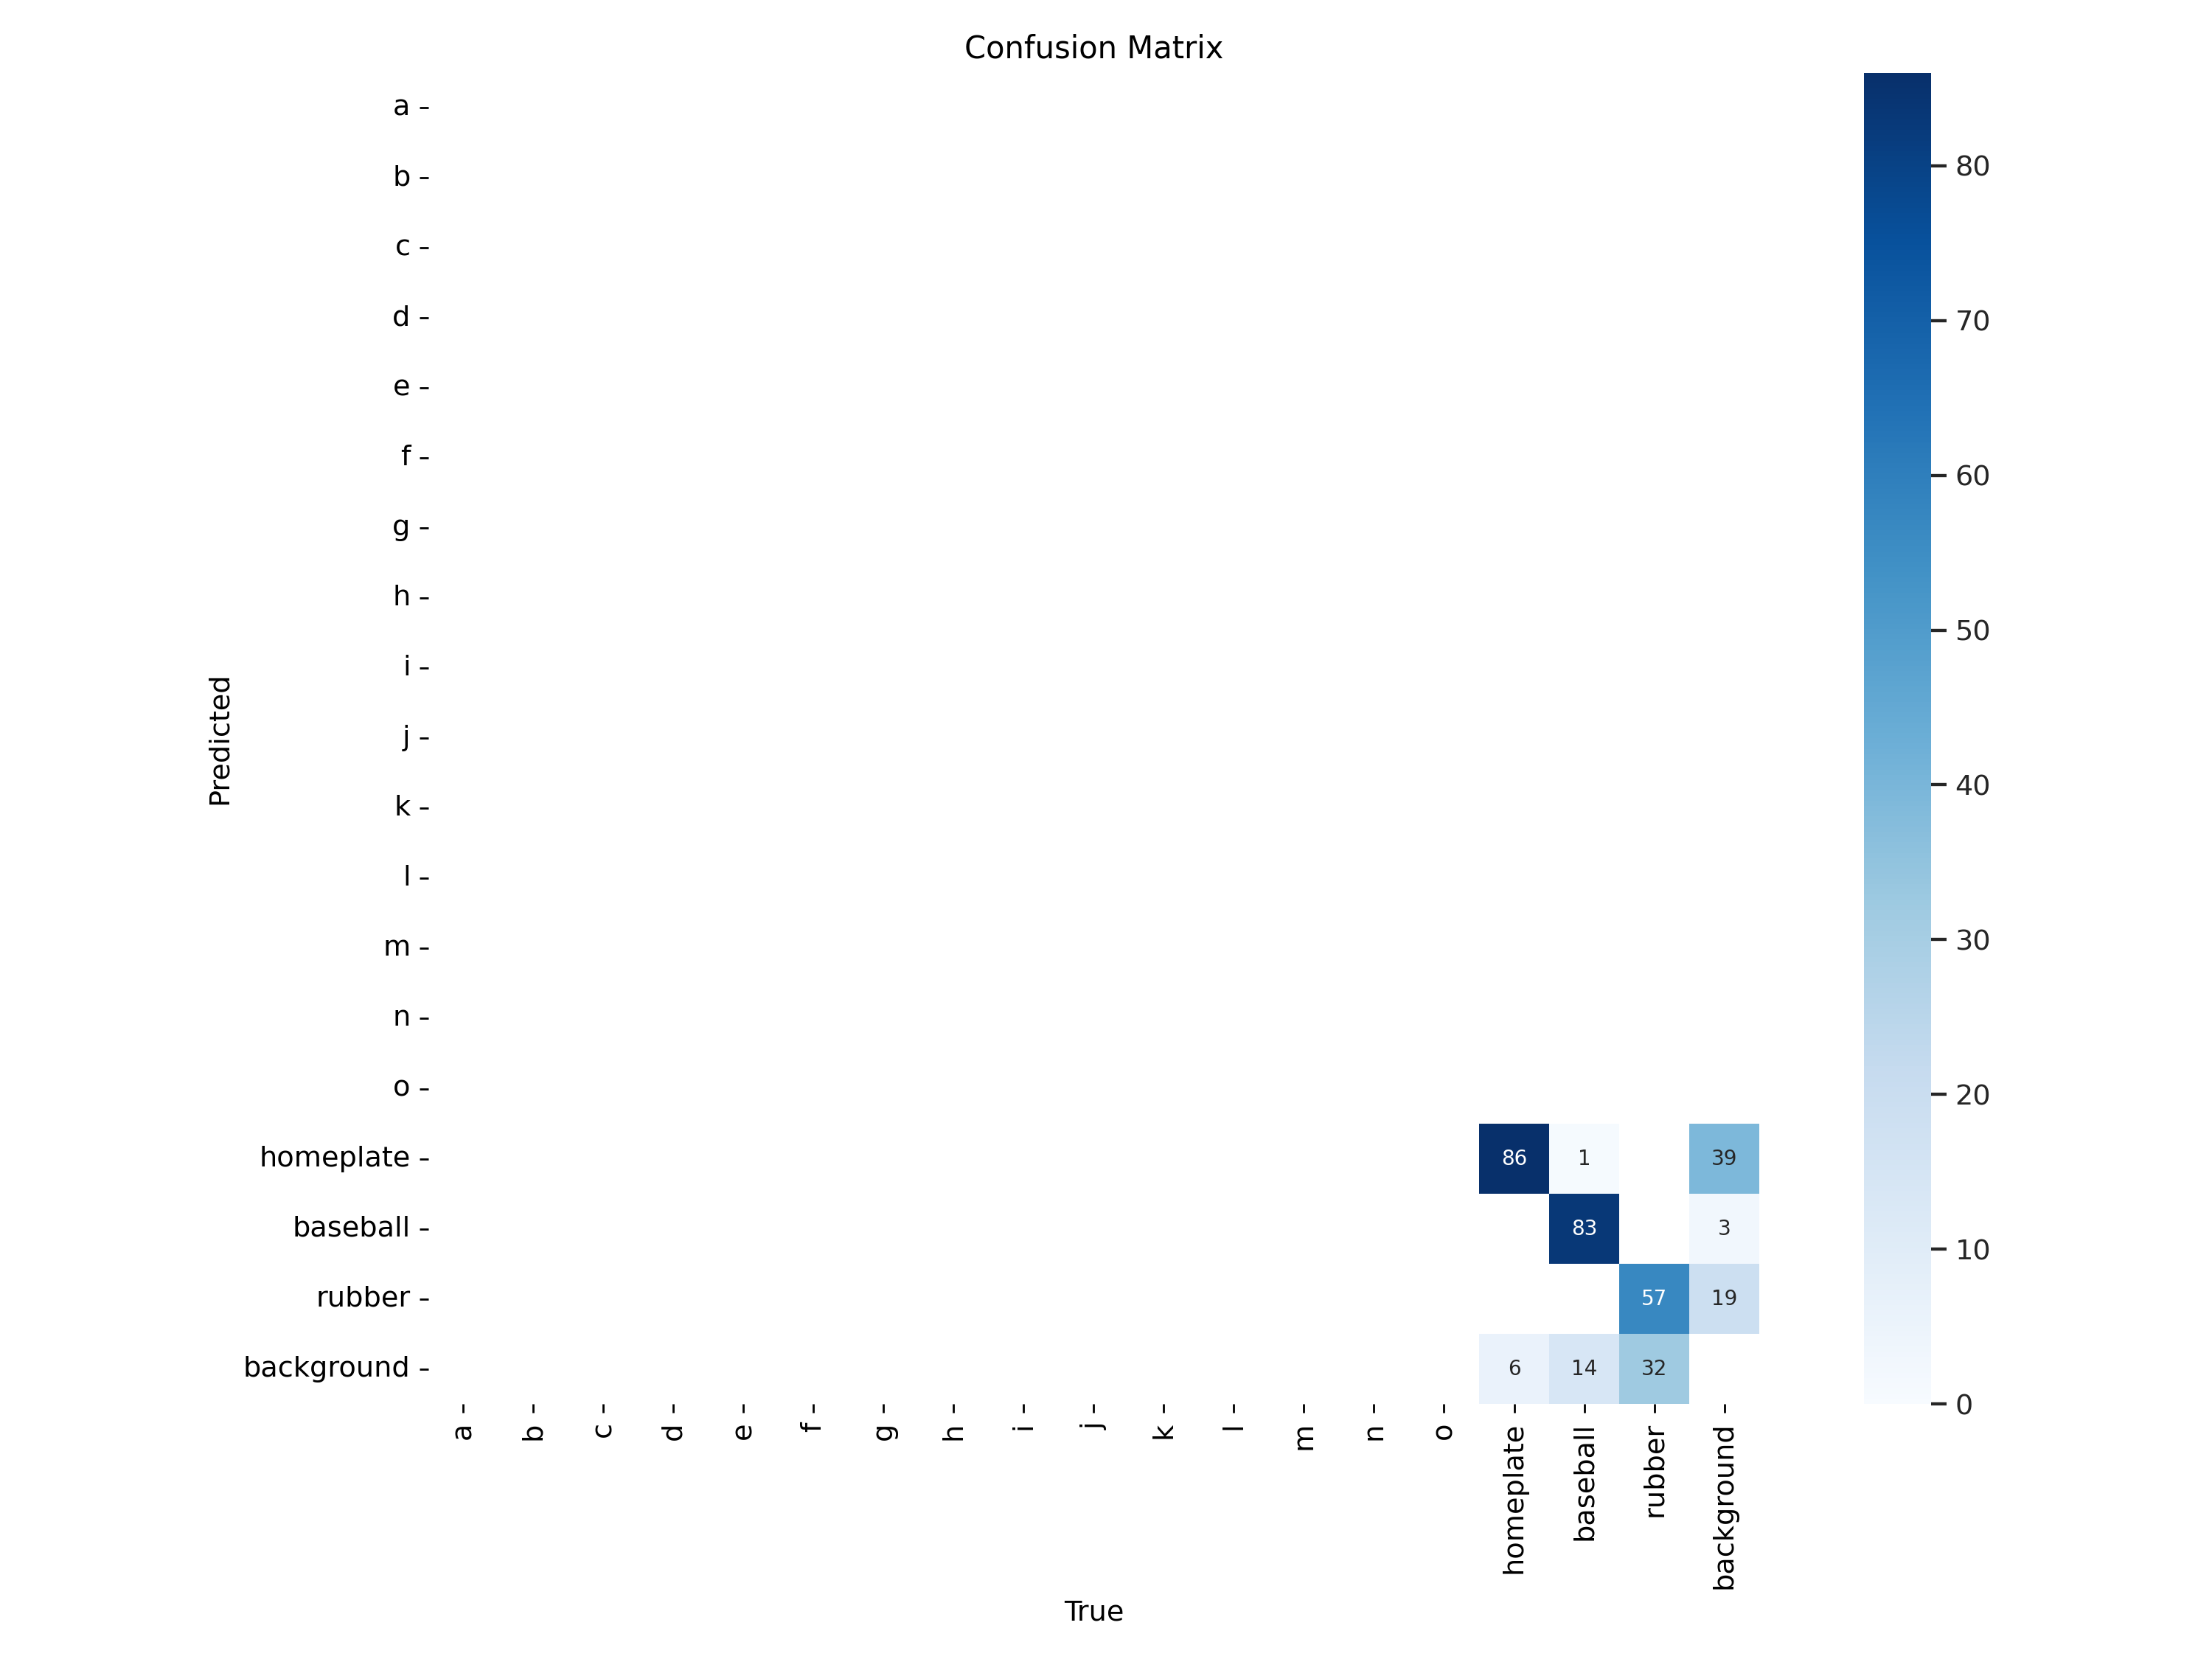 Confusion Matrix
a
b
c
d
e
f
g
h
i
j
k
l
m
n
o
homeplate
baseball
rubber
background
Predicted
86 1 39
83 3
57 19
6 14 32
a b c d e f g h i j k l m n o homeplate baseball rubber background
True
80
70
60
50
40
30
20
10
0